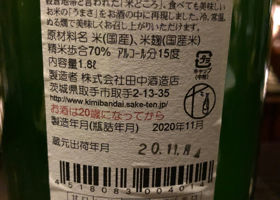 穀倉地帯と言われた「米どころ」、食べても美味しい
お米の「うまさ」をお酒の中に再現しました。冷、常温、
ぬる燗で美味しくお召し上がりいただけます。
原材料名 米(国産)、米麹(国産米)
精米歩合70% アルコール分15度
内容量1.8ℓ
製造者 株式会社田中酒造店
茨城県取手市取手2-13-35
http://www.kimibandai.sake-ten.jp/
お酒は20歳になってから
製造年月(瓶詰年月) 2020年11月
蔵元出荷年月 20.11.
4 518083 004014